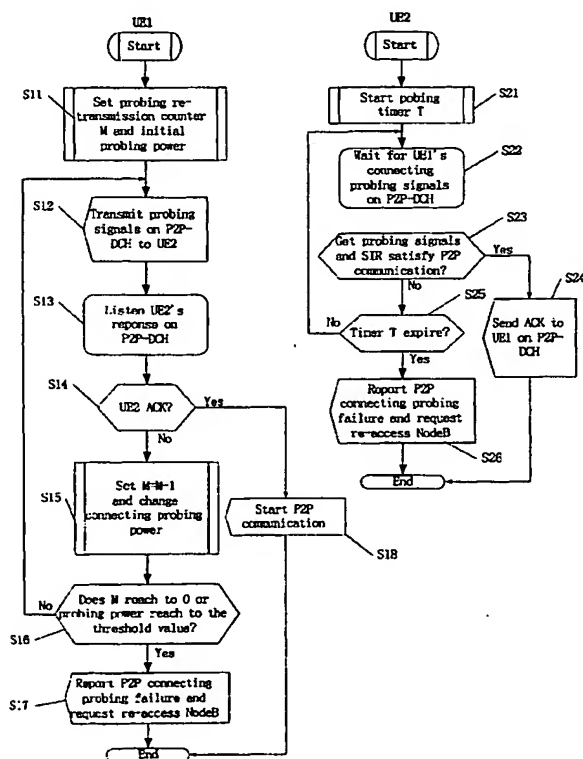 UE1
Start
S11
Set probing re-
transmission counter
M and initial
probing power
S12
Transmit probing
signals on P2P-
DCH to UE2
S13
Listen UE2's
reponse on
P2P-DCH
S14
UE2 ACK?
Yes
No
S15
Set M=M-1
and change
connecting probing
power
Start P2P
communication
S18
No
Does M reach to 0 or
probing power reach to the
threshold value?
S16
Yes
Report P2P connecting
probing failure and
request re-access NodeB
S17
End
UE2
Start
Start pobing
timer T
S21
Wait for UE1's
connecting
probing signals
on P2P-DCH
S22
S23
Get probing signals
and SIR satisfy P2P
communication?
Yes
No
S24
S25
No
Timer T expire?
Send ACK to
UE1 on P2P-
DCH
Yes
Report P2P
connecting probing
failure and request
re-access NodeB
S26
End